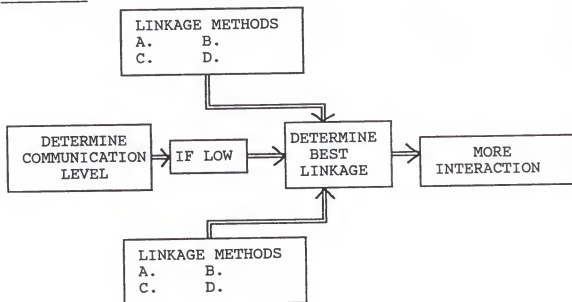 LINKAGE METHODS
A. B.
C. D.
DETERMINE
COMMUNICATION
LEVEL
IF LOW
DETERMINE
BEST
LINKAGE
MORE
INTERACTION
LINKAGE METHODS
A. B.
C. D.